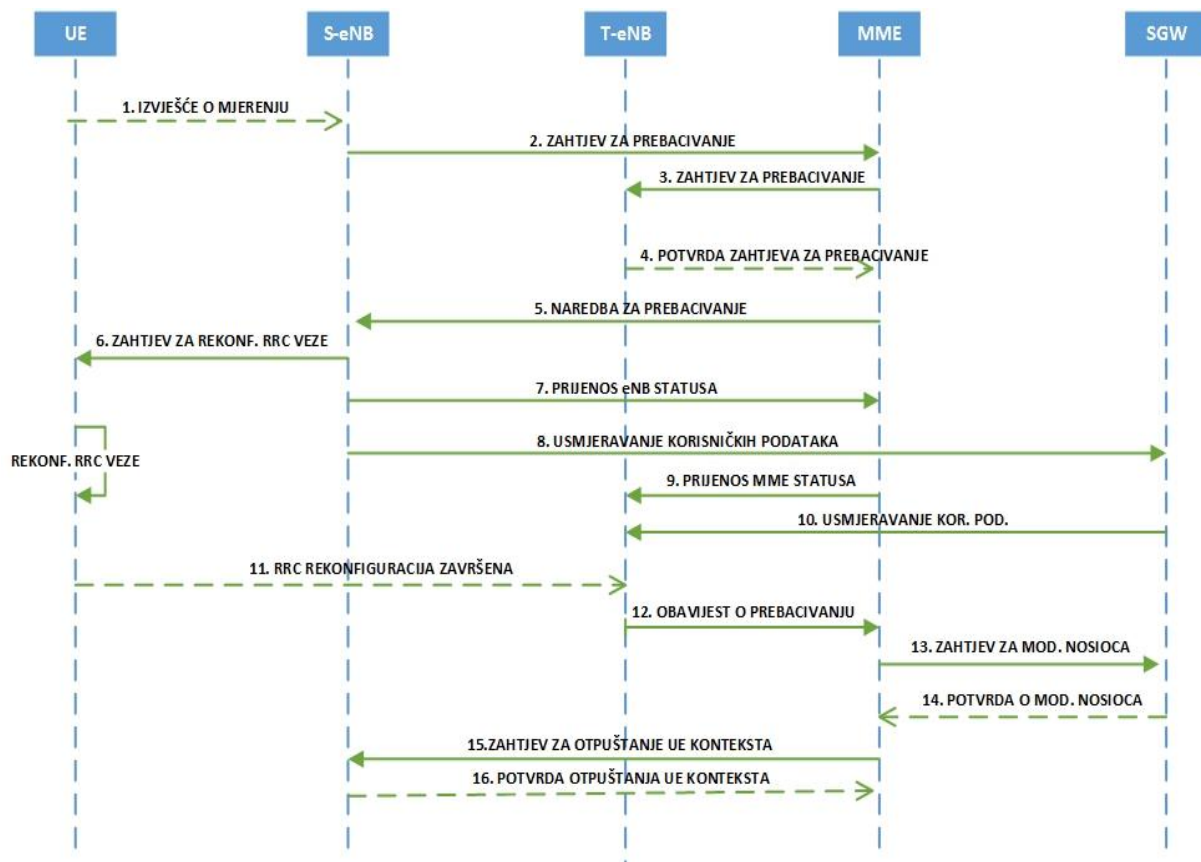 UE
S-eNB
T-eNB
MME
SGW
1. IZVJEŠĆE O MJERENJU
2. ZAHTJEV ZA PREBACIVANJE
3. ZAHTJEV ZA PREBACIVANJE
4. POTVRDA ZAHTJEVA ZA PREBACIVANJE
5. NAREDBA ZA PREBACIVANJE
6. ZAHTJEV ZA REKONF. RRC VEZE
7. PRIJENOS eNB STATUSA
8. USMJERAVANJE KORISNIČKIH PODATAKA
REKONF. RRC VEZE
9. PRIJENOS MME STATUSA
10. USMJERAVANJE KOR. POD.
11. RRC REKONFIGURACIJA ZAVRŠENA
12. OBAVIJEST O PREBACIVANJU
13. ZAHTJEV ZA MOD. NOSIOCA
14. POTVRDA O MOD. NOSIOCA
15.ZAHTJEV ZA OTPUŠTANJE UE KONTEKSTA
16. POTVRDA OTPUŠTANJA UE KONTEKSTA